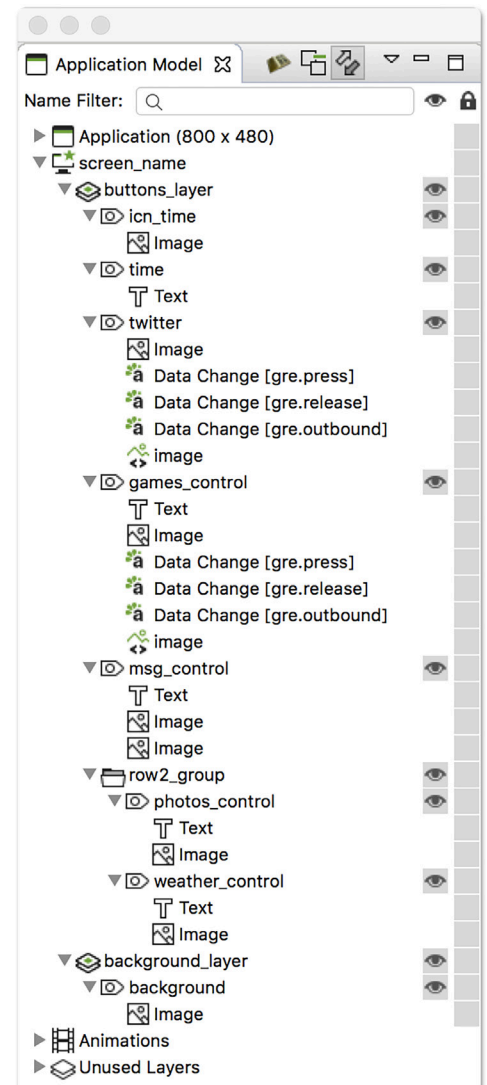 Application Model
Name Filter:
Application (800 x 480)
screen_name
buttons_layer
icn_time
Image
time
Text
twitter
Image
Data Change [gre.press]
Data Change [gre.release]
Data Change [gre.outbound]
image
games_control
Text
Image
Data Change [gre.press]
Data Change [gre.release]
Data Change [gre.outbound]
image
msg_control
Text
Image
Image
row2_group
photos_control
Text
Image
weather_control
Text
Image
background_layer
background
Image
Animations
Unused Layers